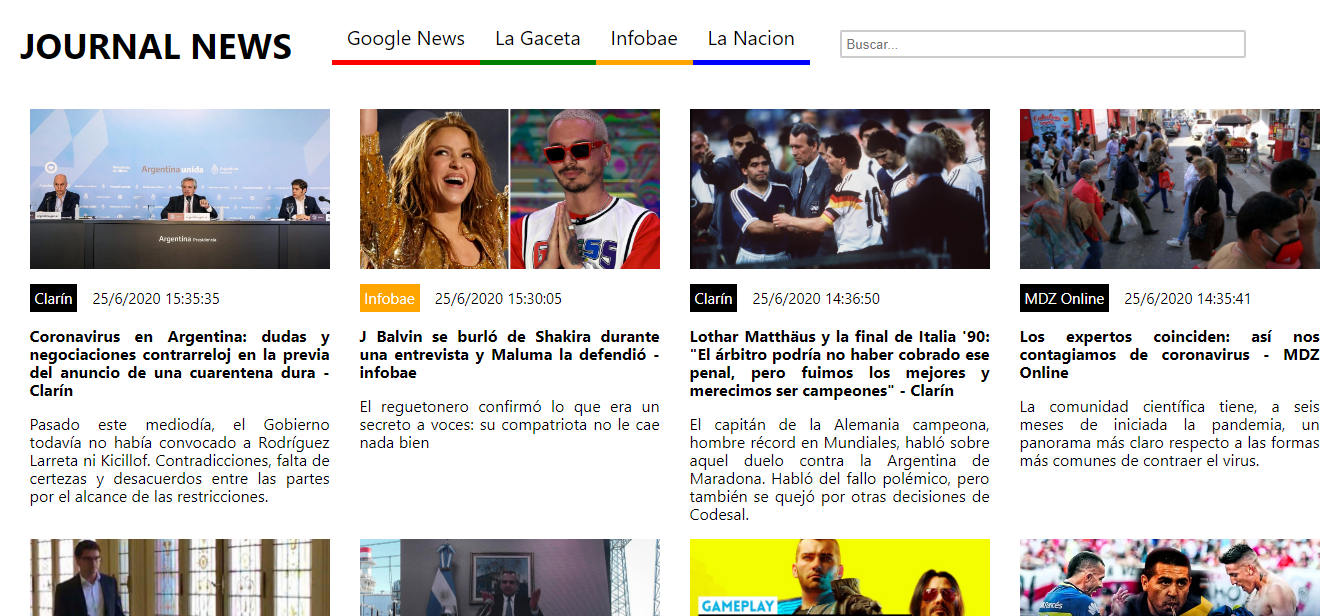 JOURNAL NEWS
Google News
La Gaceta
Infobae
La Nacion
Buscar...
Argentina unida
Argentina Presidencia
GUESS
10
Clarín 25/6/2020 15:35:35
Coronavirus en Argentina: dudas y
negociaciones contrarreloj en la previa
del anuncio de una cuarentena dura -
Clarín
Pasado este mediodía, el Gobierno
todavía no había convocado a Rodríguez
Larreta ni Kicillof. Contradicciones, falta de
certezas y desacuerdos entre las partes
por el alcance de las restricciones.
Infobae 25/6/2020 15:30:05
J Balvin se burló de Shakira durante
una entrevista y Maluma la defendió -
infobae
El reguetonero confirmó lo que era un
secreto a voces: su compatriota no le cae
nada bien
Clarín 25/6/2020 14:36:50
Lothar Matthäus y la final de Italia '90:
"El árbitro podría no haber cobrado ese
penal, pero fuimos los mejores y
merecimos ser campeones" - Clarín
El capitán de la Alemania campeona,
hombre récord en Mundiales, habló sobre
aquel duelo contra la Argentina de
Maradona. Habló del fallo polémico, pero
también se quejó por otras decisiones de
Codesal.
MDZ Online 25/6/2020 14:35:41
Los expertos coinciden: así nos
contagiamos de coronavirus - MDZ
Online
La comunidad científica tiene, a seis
meses de iniciada la pandemia, un
panorama más claro respecto a las formas
más comunes de contraer el virus.
GAMEPLAY